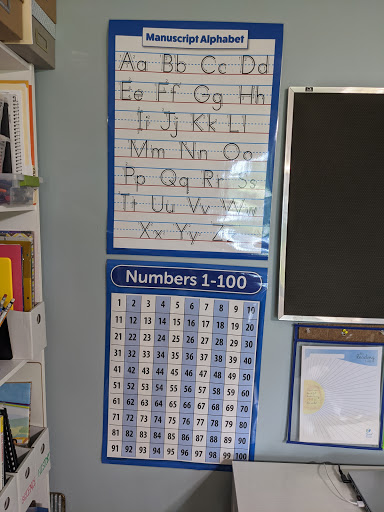 Manuscript Alphabet
Aa Bb Cc Dd
Ee Ff Gg Hh
Ii Jj Kk Ll
Mm Nn Oo
Pp Qq Rr Ss
Tt Uu Vv Ww
Xx Yy Z
Numbers 1-100
1 2 3 4 5 6 7 8 9 10
11 12 13 14 15 16 17 18 19 20
21 22 23 24 25 26 27 28 29 30
31 32 33 34 35 36 37 38 39 40
41 42 43 44 45 46 47 48 49 50
51 52 53 54 55 56 57 58 59 60
61 62 63 64 65 66 67 68 69 70
71 72 73 74 75 76 77 78 79 80
81 82 83 84 85 86 87 88 89 90
91 92 93 94 95 96 97 98 99 100